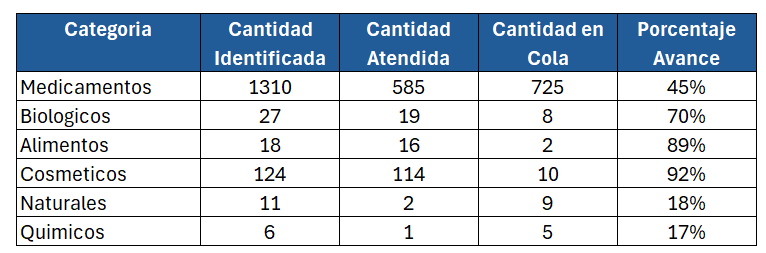 Categoria Cantidad Identificada Cantidad Atendida Cantidad en Cola Porcentaje Avance
Medicamentos 1310 585 725 45%
Biologicos 27 19 8 70%
Alimentos 18 16 2 89%
Cosmeticos 124 114 10 92%
Naturales 11 2 9 18%
Quimicos 6 1 5 17%